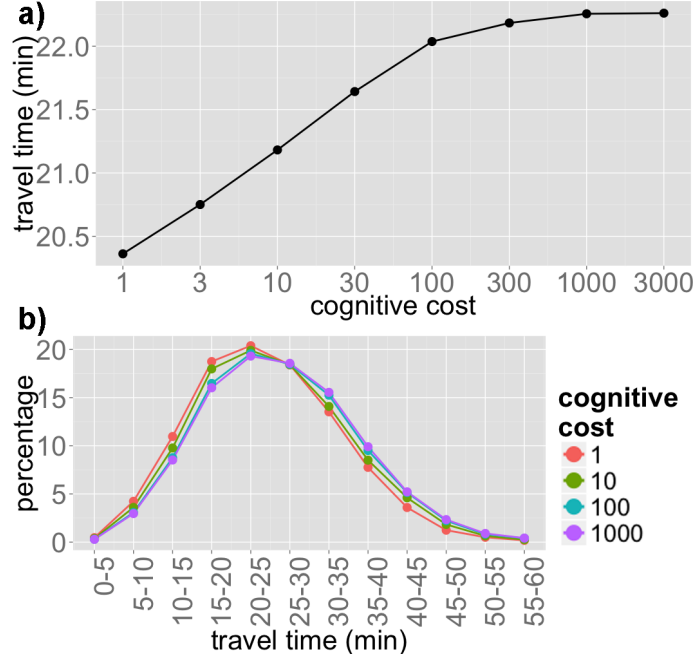 a)
travel time (min)
22.0
21.5
21.0
20.5
1 3 10 30 100 300 1000 3000
cognitive cost
b)
percentage
20
15
10
5
0
0-5 5-10 10-15 15-20 20-25 25-30 30-35 35-40 40-45 45-50 50-55 55-60
travel time (min)
cognitive
cost
1
10
100
1000